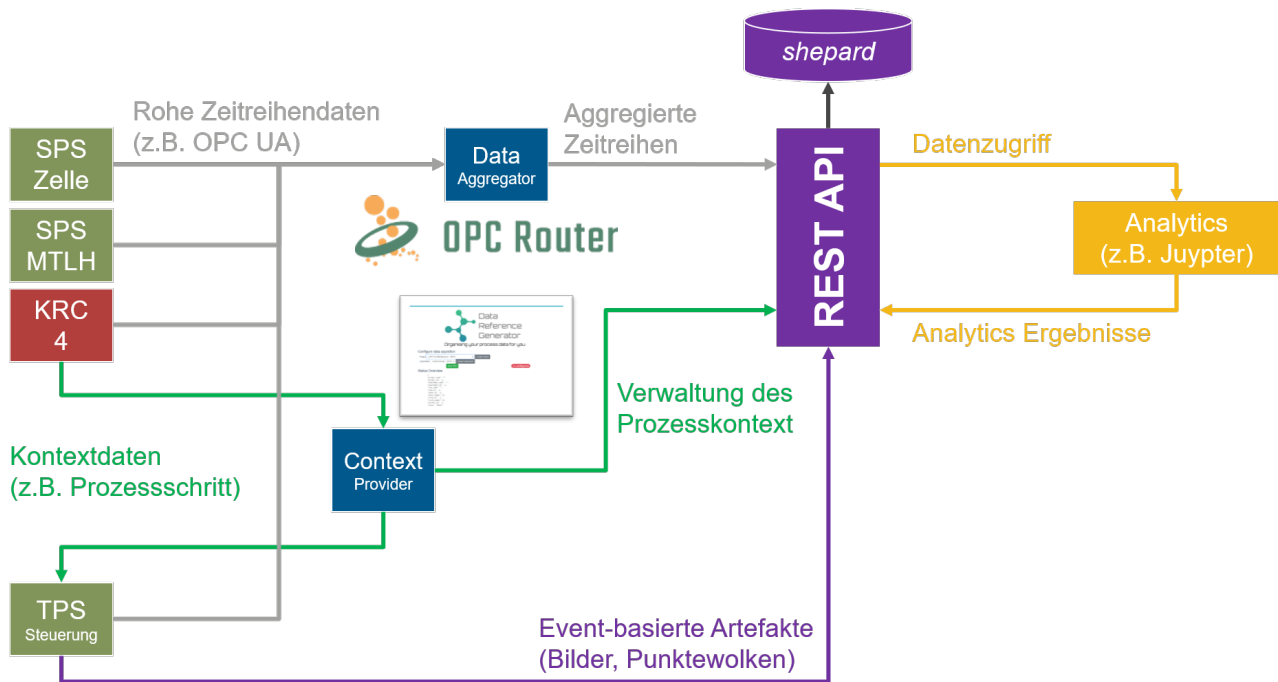 shepard
Rohe Zeitreihendaten
(z.B. OPC UA)
Aggregierte
Zeitreihen
SPS
Zelle
Data
Aggregator
REST API
Datenzugriff
SPS
MTLH
OPC Router
Analytics
(z.B. Juypter)
KRC
4
Data
Reference
Generator
Organising your process data for you.
Analytics Ergebnisse
Verwaltung des
Prozesskontext
Kontextdaten
(z.B. Prozessschritt)
Context
Provider
TPS
Steuerung
Event-basierte Artefakte
(Bilder, Punktewolken)